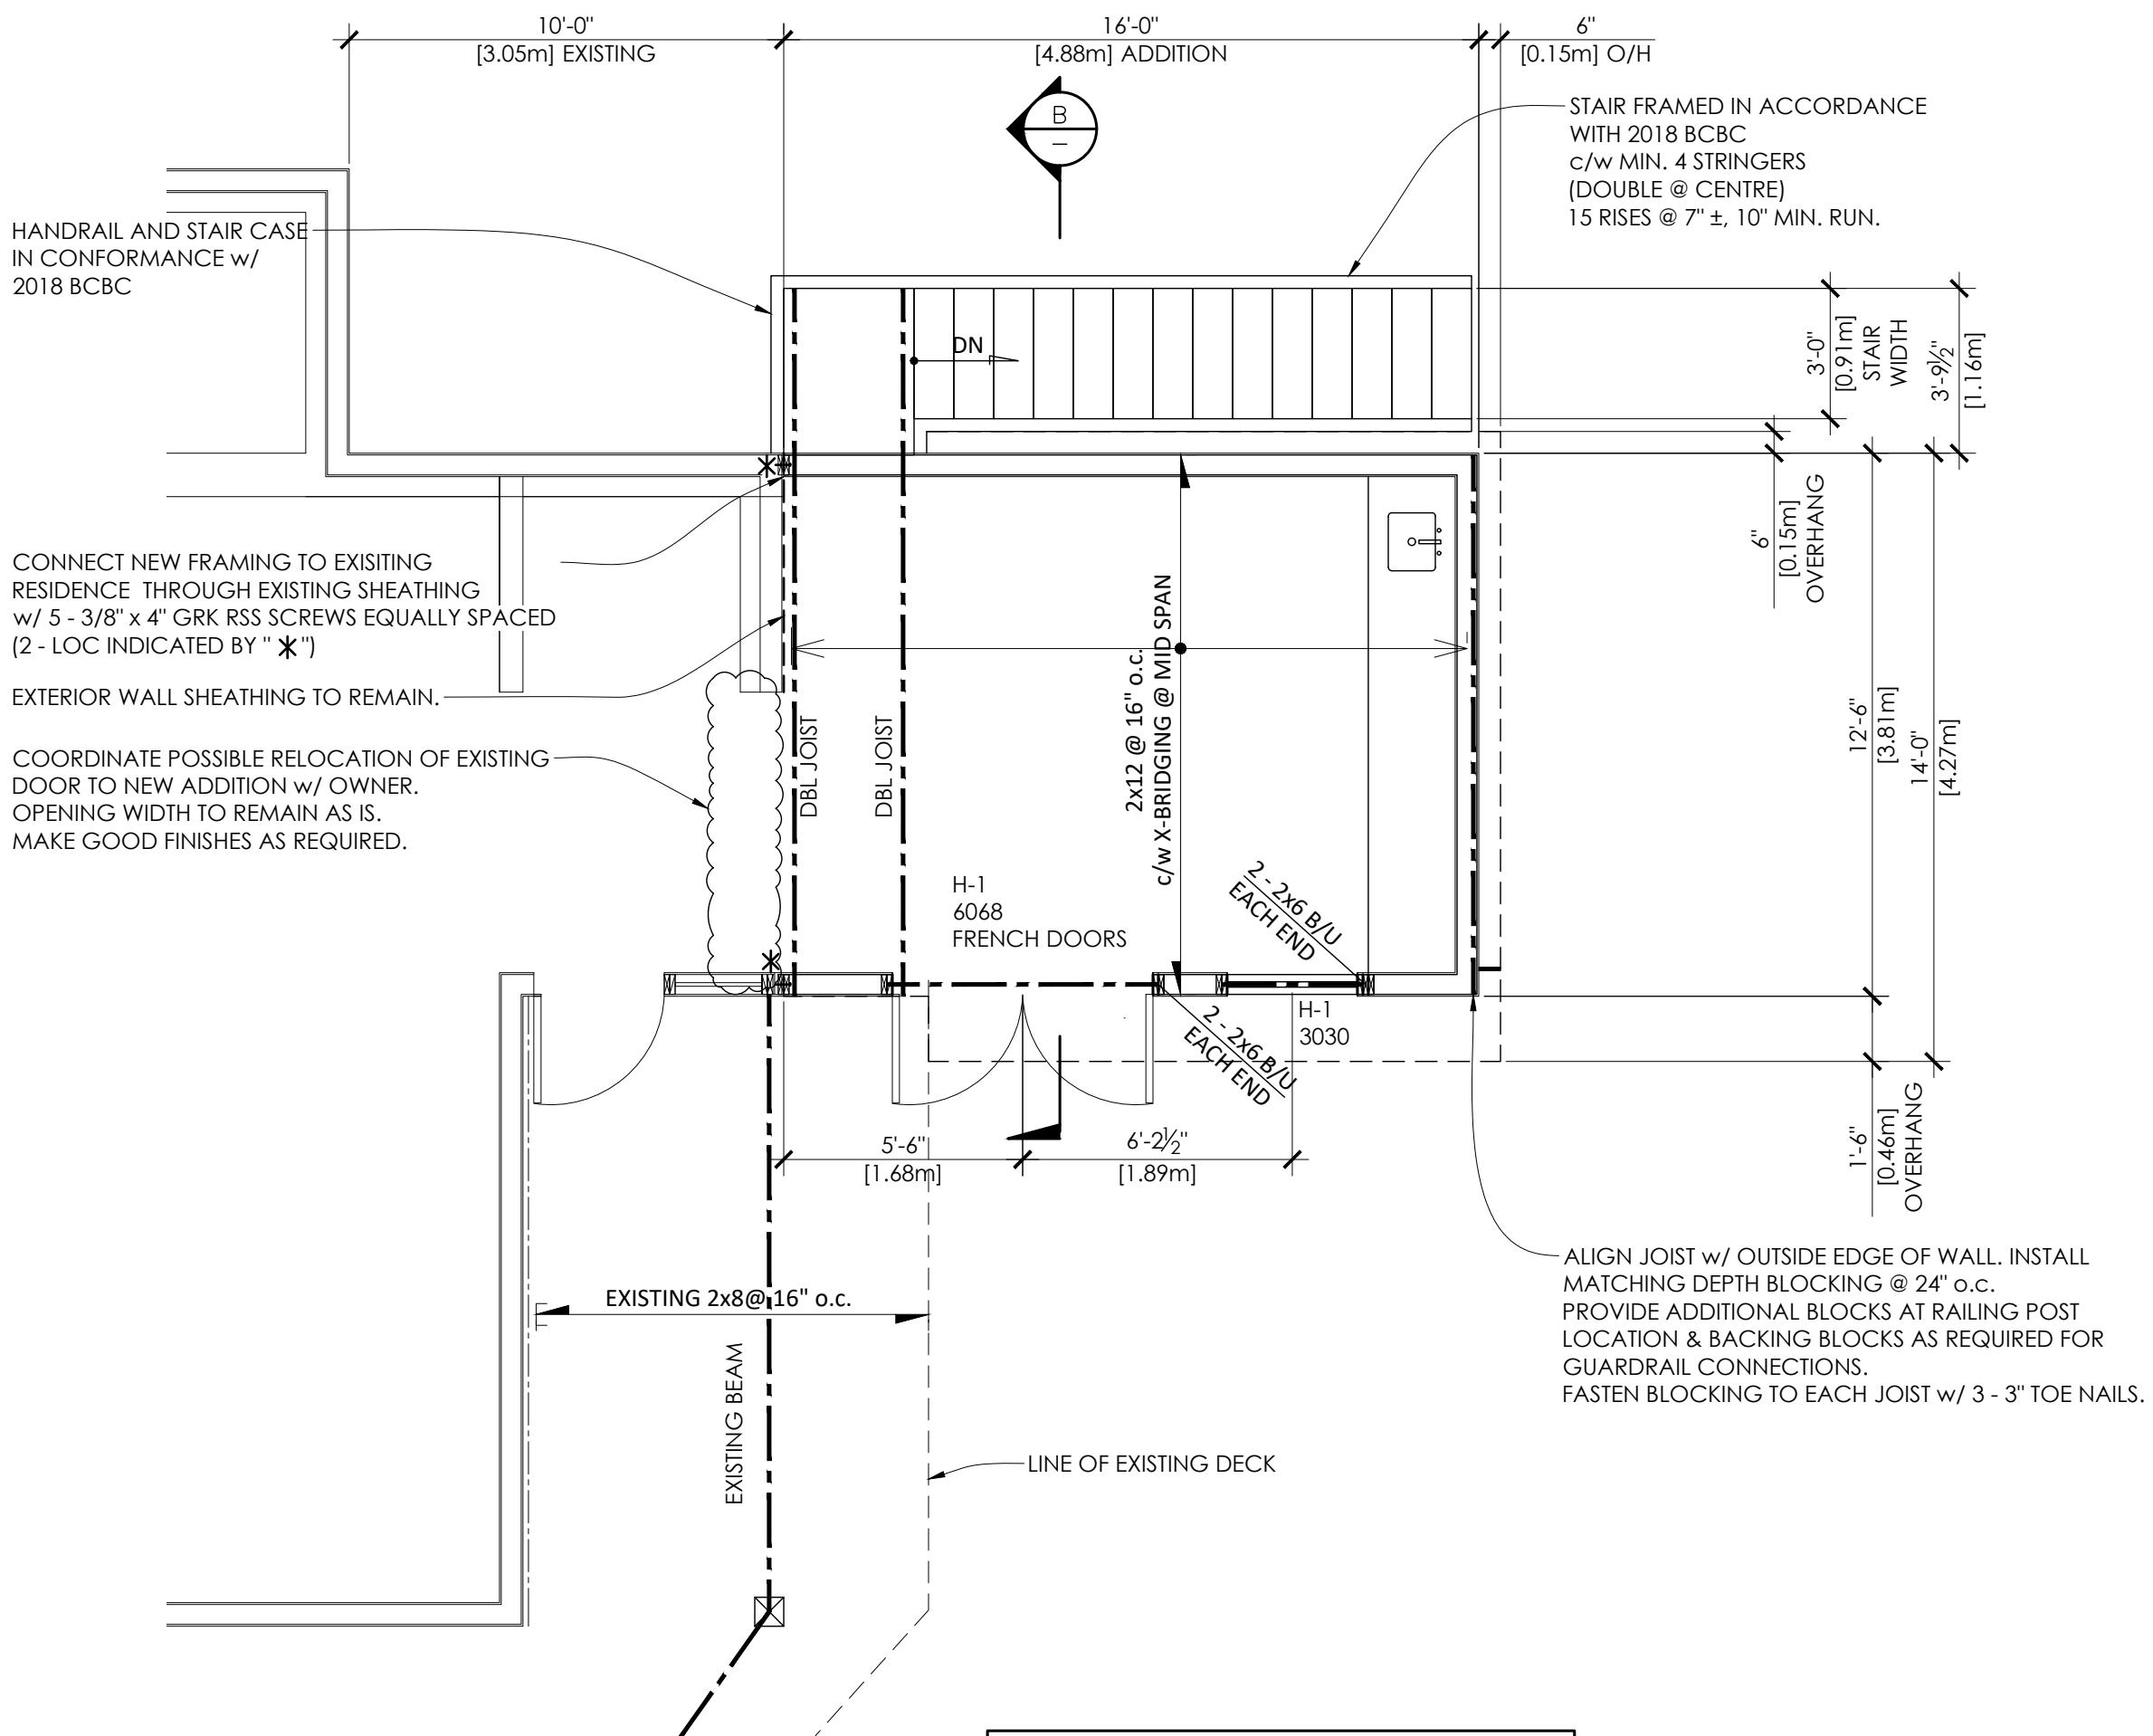 10'-0"
[3.05m] EXISTING
16'-0"
[4.88m] ADDITION
6"
[0.15m] O/H
B
–
STAIR FRAMED IN ACCORDANCE
WITH 2018 BCBC
c/w MIN. 4 STRINGERS
(DOUBLE @ CENTRE)
15 RISES @ 7" ±, 10" MIN. RUN.
HANDRAIL AND STAIR CASE
IN CONFORMANCE w/
2018 BCBC
DN
3'-0"
[0.91m]
STAIR
WIDTH
3'-9½"
[1.16m]
6"
[0.15m]
OVERHANG
CONNECT NEW FRAMING TO EXISITING
RESIDENCE THROUGH EXISTING SHEATHING
w/ 5 - 3/8" x 4" GRK RSS SCREWS EQUALLY SPACED
(2 - LOC INDICATED BY " * ")
EXTERIOR WALL SHEATHING TO REMAIN.
COORDINATE POSSIBLE RELOCATION OF EXISTING
DOOR TO NEW ADDITION w/ OWNER.
OPENING WIDTH TO REMAIN AS IS.
MAKE GOOD FINISHES AS REQUIRED.
DBL JOIST
DBL JOIST
2x12 @ 16" o.c.
c/w X-BRIDGING @ MID SPAN
12'-6"
[3.81m]
14'-0"
[4.27m]
H-1
6068
FRENCH DOORS
2 - 2x6 B/U
EACH END
2 - 2x6 B/U
EACH END
H-1
3030
5'-6"
[1.68m]
6'-2½"
[1.89m]
1'-6"
[0.46m]
OVERHANG
ALIGN JOIST w/ OUTSIDE EDGE OF WALL. INSTALL
MATCHING DEPTH BLOCKING @ 24" o.c.
PROVIDE ADDITIONAL BLOCKS AT RAILING POST
LOCATION & BACKING BLOCKS AS REQUIRED FOR
GUARDRAIL CONNECTIONS.
FASTEN BLOCKING TO EACH JOIST w/ 3 - 3" TOE NAILS.
EXISTING 2x8@ 16" o.c.
EXISTING BEAM
LINE OF EXISTING DECK